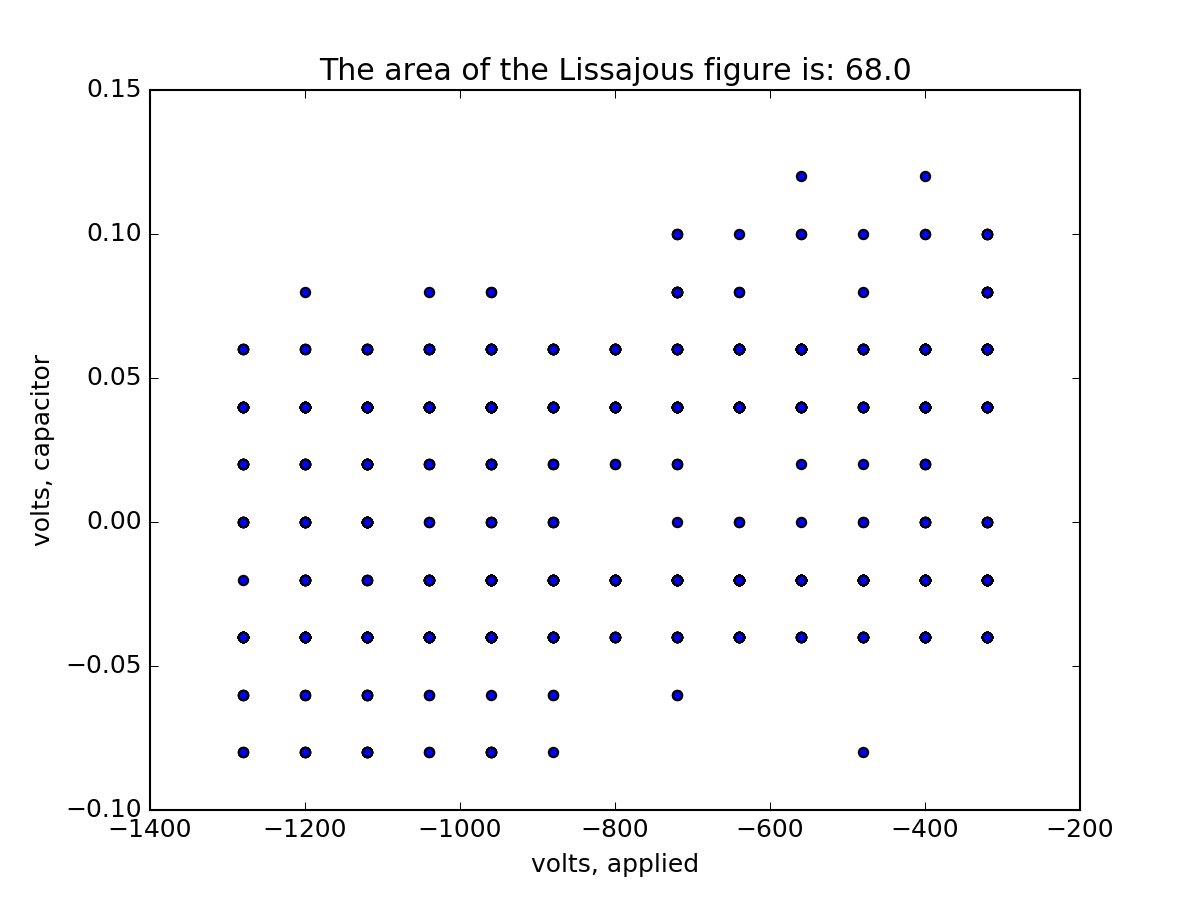 The area of the Lissajous figure is: 68.0
0.15
0.10
0.05
0.00
−0.05
−0.10
volts, capacitor
−1400 −1200 −1000 −800 −600 −400 −200
volts, applied